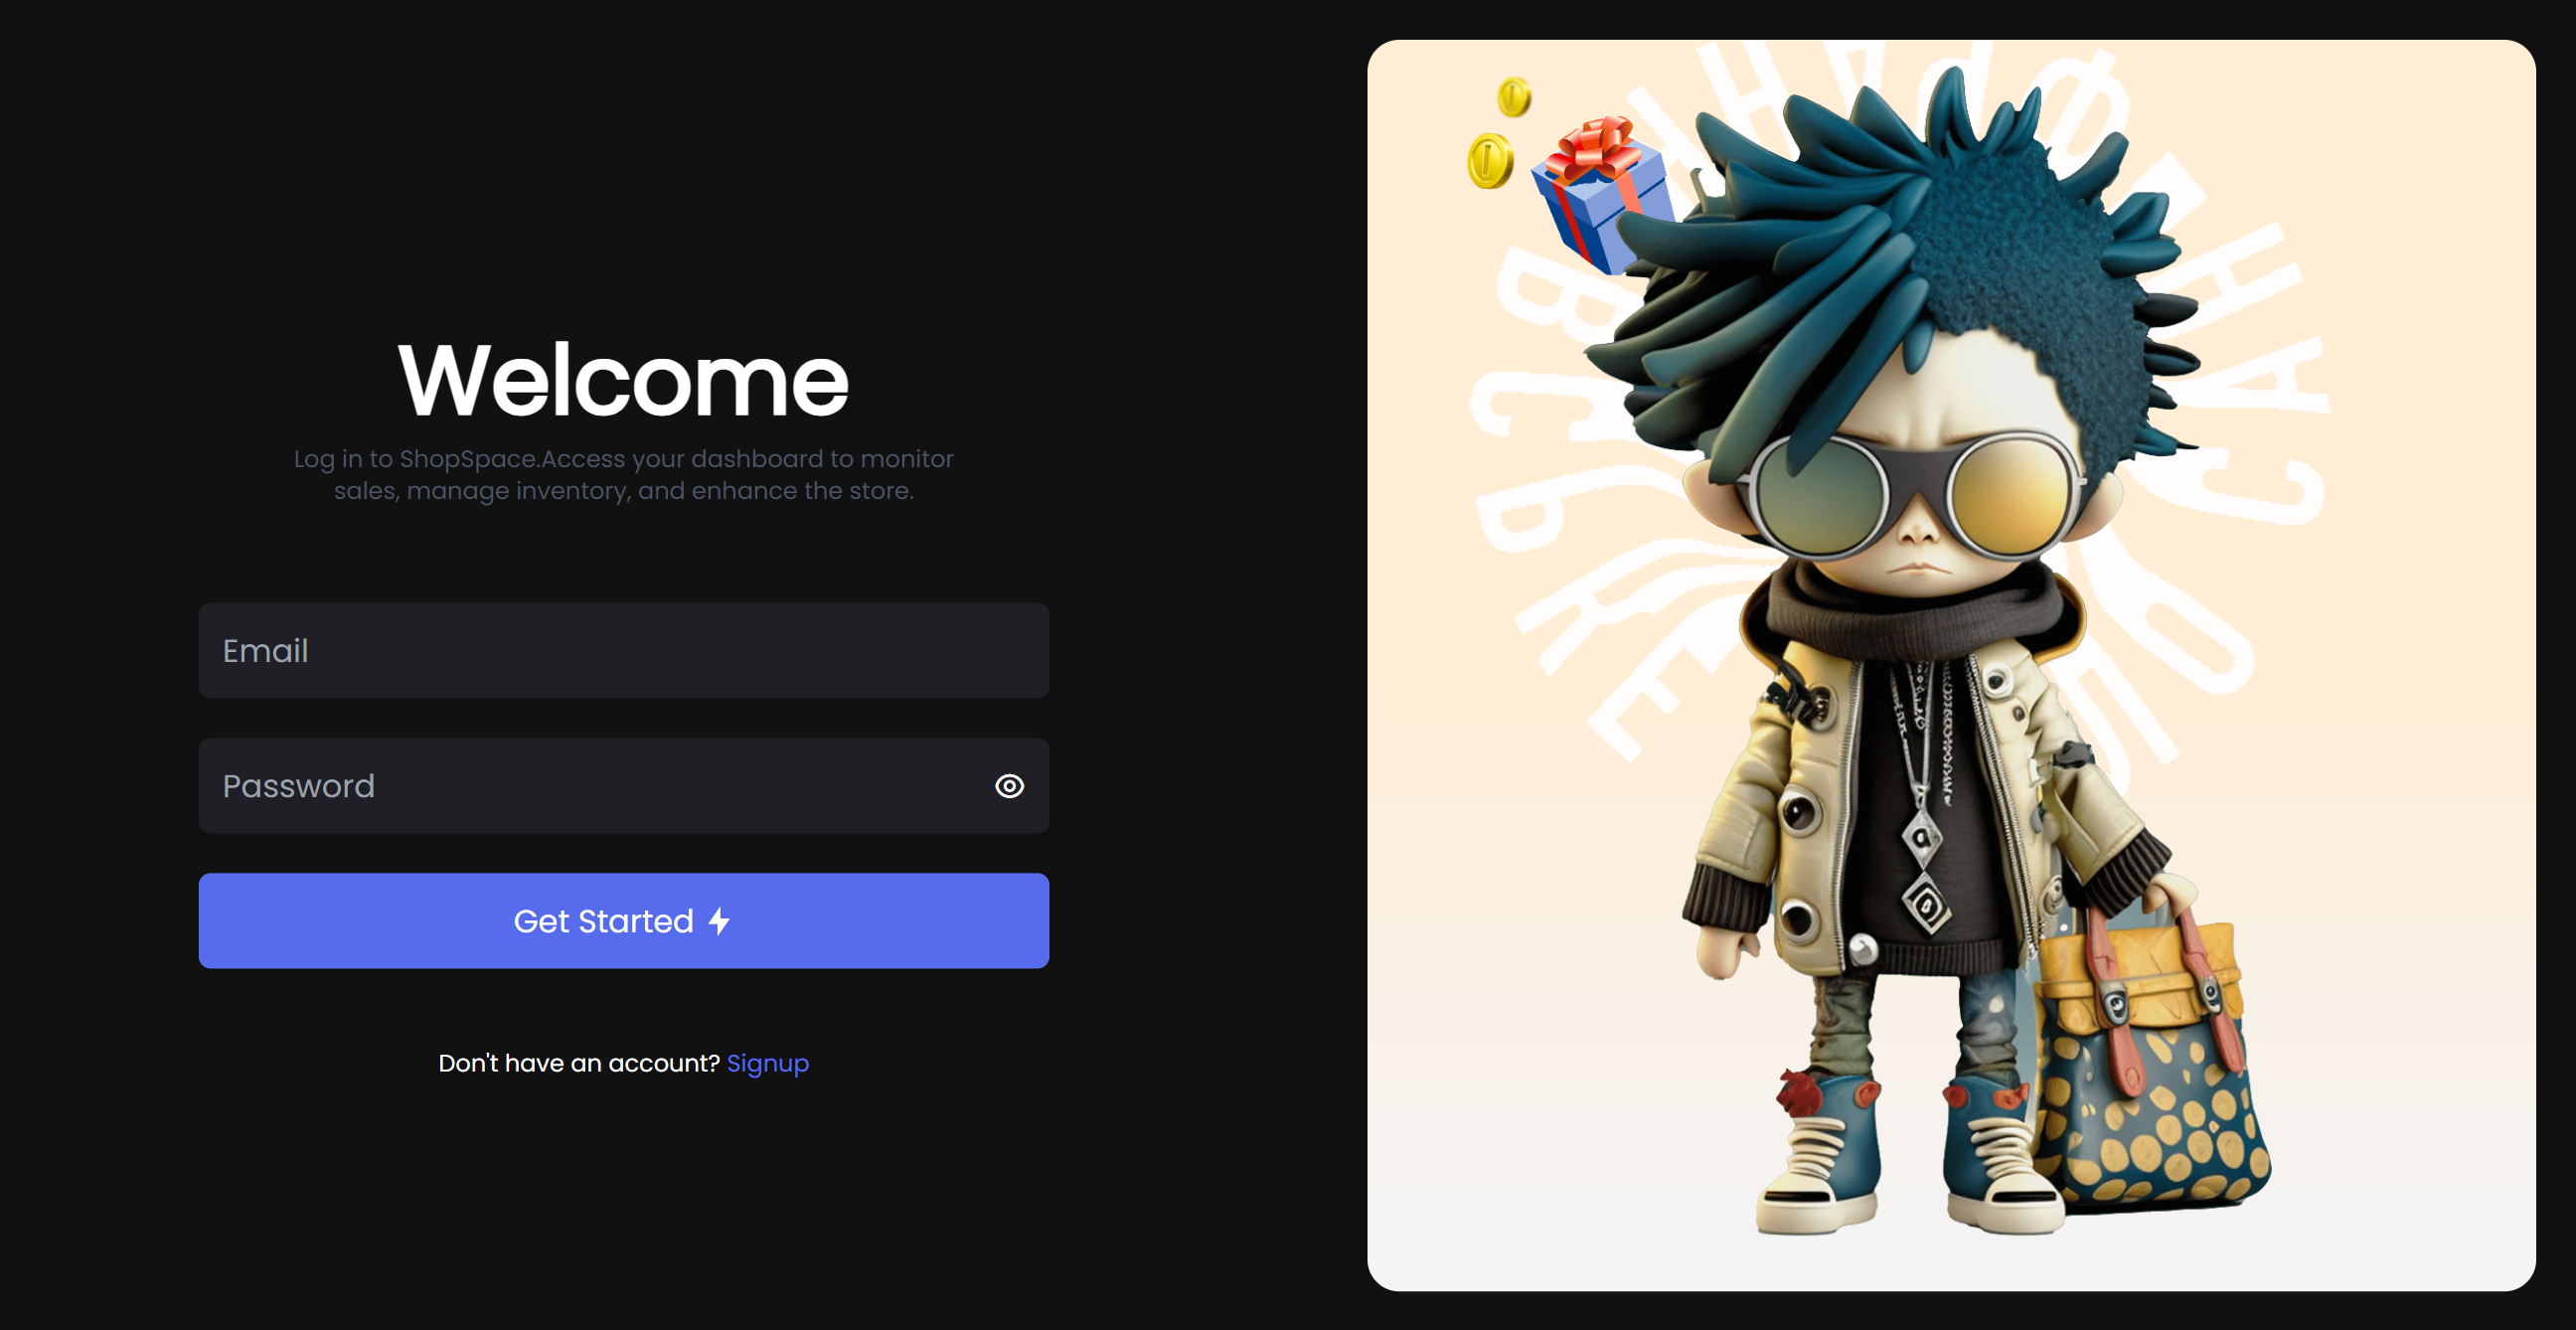 Welcome
Log in to ShopSpace.Access your dashboard to monitor
sales, manage inventory, and enhance the store.
Email
Password
Get Started
Don't have an account? Signup